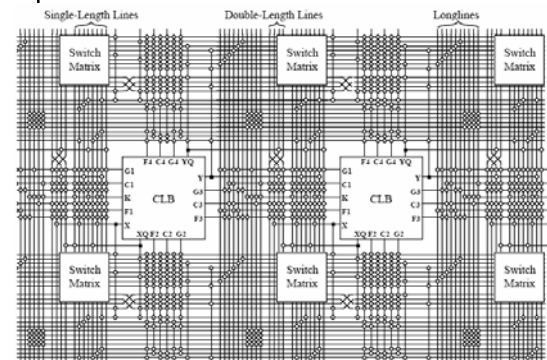 Single-Length Lines Double-Length Lines Longlines
Switch Matrix Switch Matrix Switch Matrix
F4 C4 G4 YQ F4 C4 G4 YQ
G1 Y G1 Y
C1 G3 C1 G3
K CLB C3 K CLB C3
F1 F3 F1 F3
X X
XQ F2 C2 G2 XQ F2 C2 G2
Switch Matrix Switch Matrix Switch Matrix